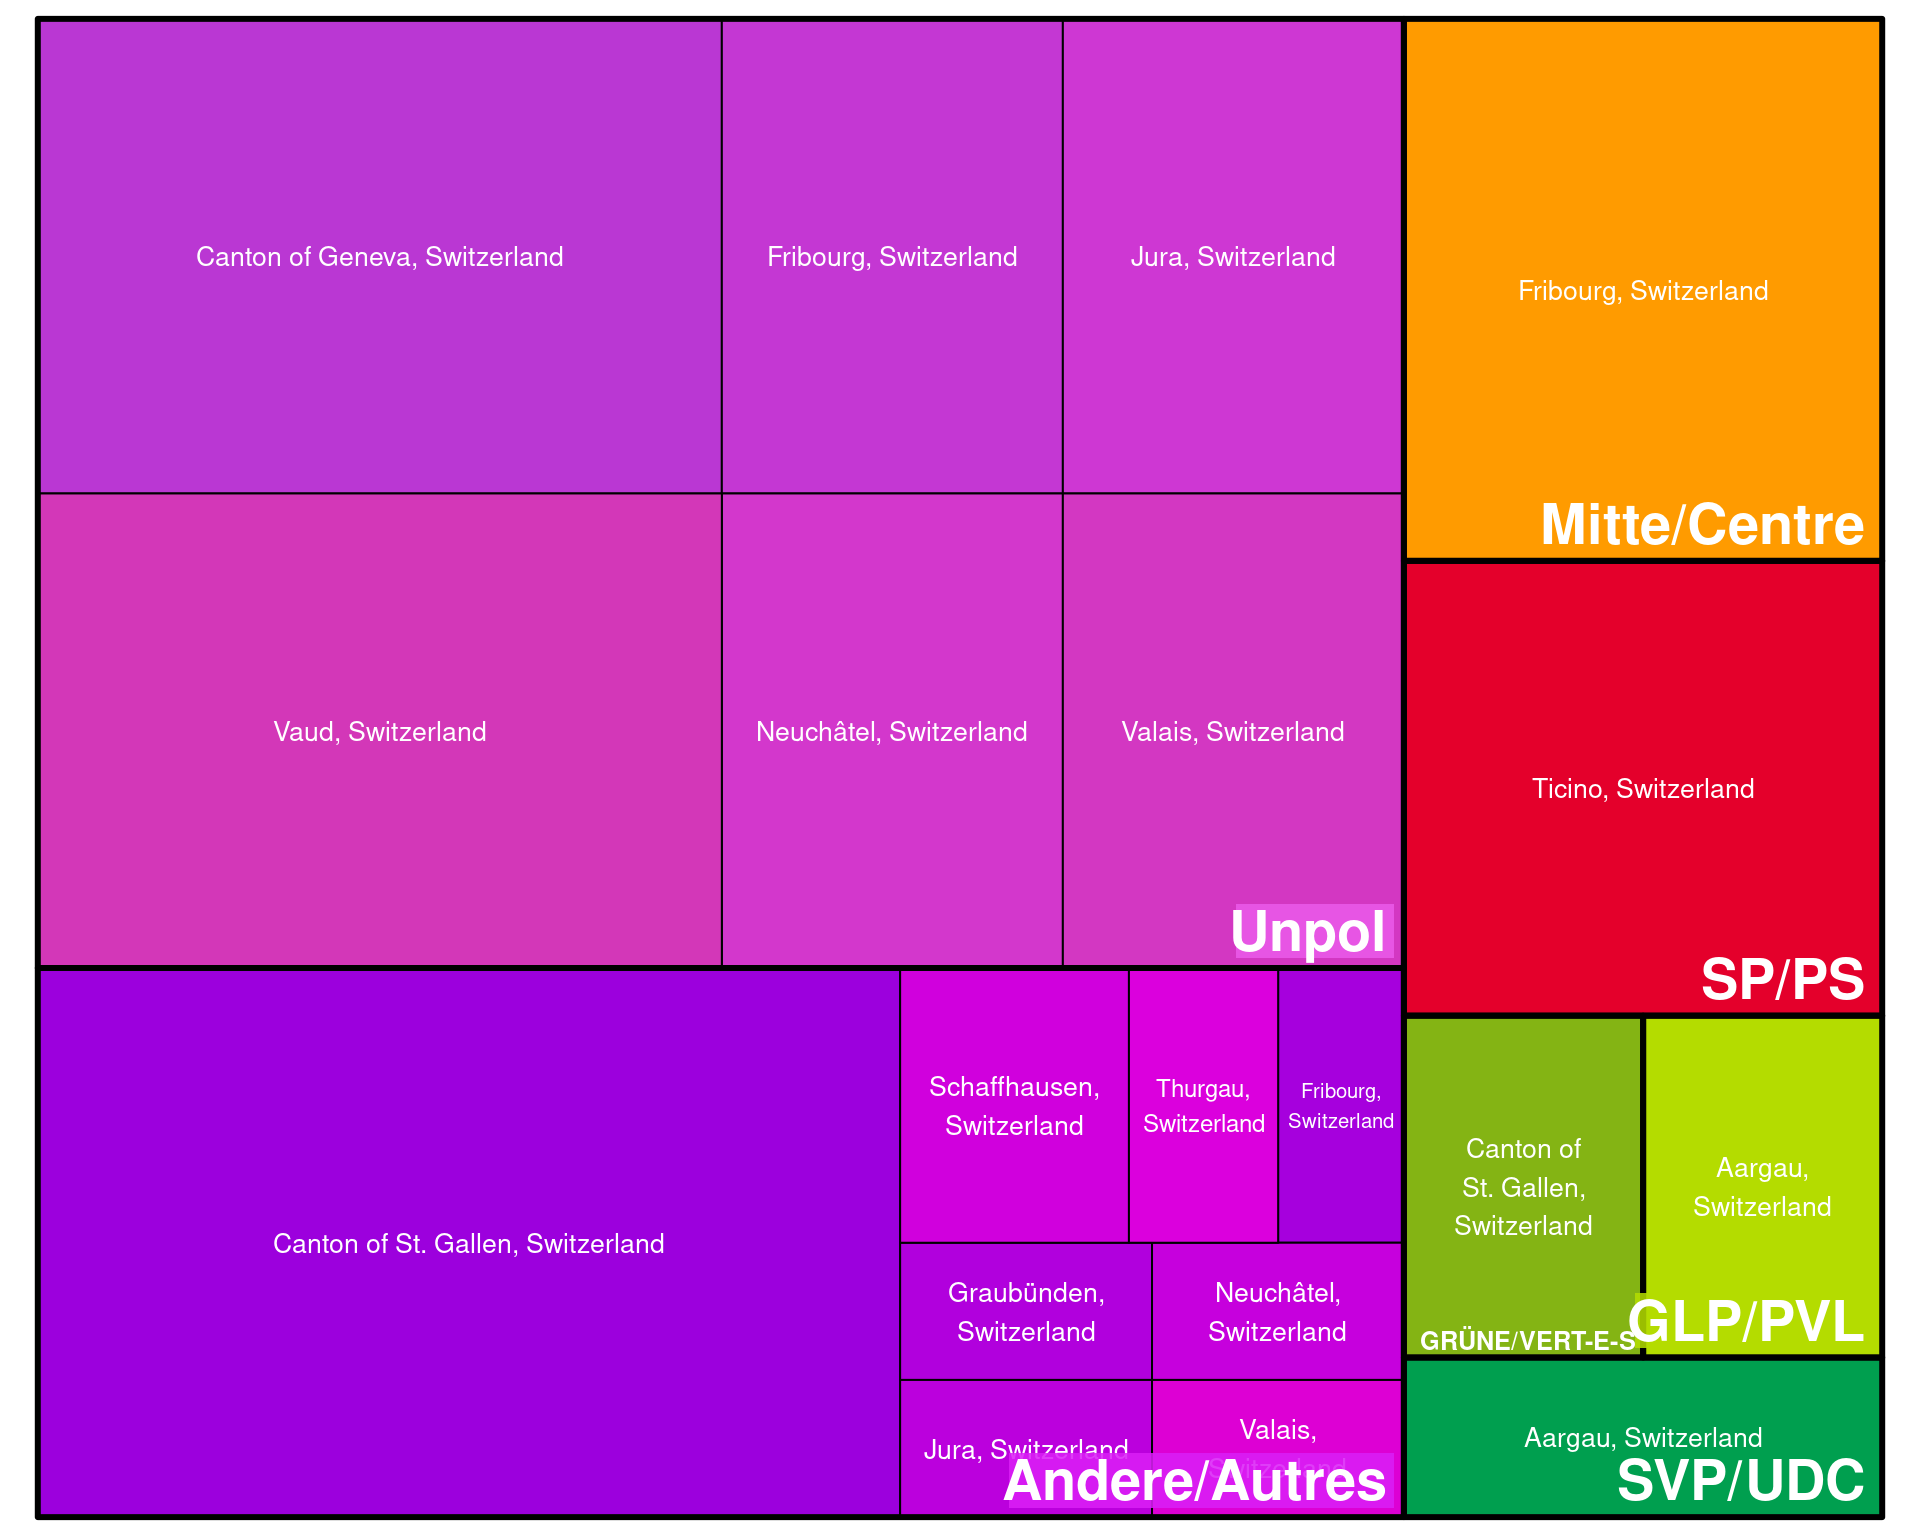 Canton of Geneva, Switzerland
Fribourg, Switzerland
Jura, Switzerland
Vaud, Switzerland
Neuchâtel, Switzerland
Valais, Switzerland
Unpol
Canton of St. Gallen, Switzerland
Schaffhausen,
Switzerland
Thurgau,
Switzerland
Fribourg,
Switzerland
Graubünden,
Switzerland
Neuchâtel,
Switzerland
Jura, Switzerland
Valais,
Switzerland
Andere/Autres
Fribourg, Switzerland
Mitte/Centre
Ticino, Switzerland
SP/PS
Canton of
St. Gallen,
Switzerland
GRÜNE/VERT-E-S
Aargau,
Switzerland
GLP/PVL
Aargau, Switzerland
SVP/UDC